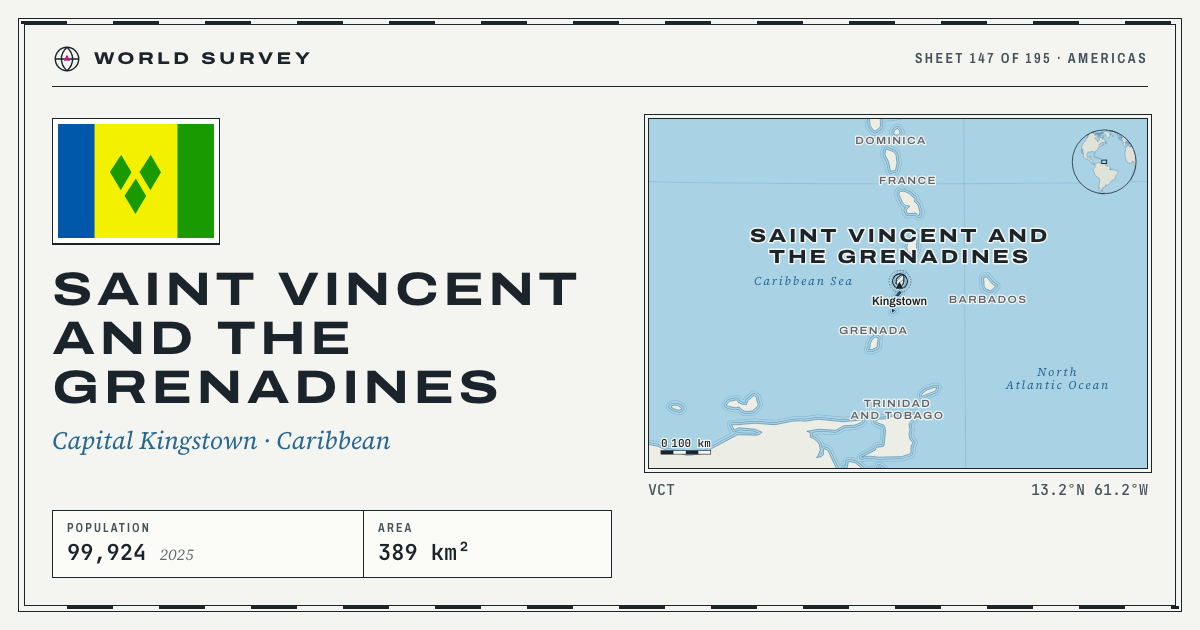 WORLD SURVEY
SHEET 147 OF 195 · AMERICAS
SAINT VINCENT
AND THE
GRENADINES
Capital Kingstown · Caribbean
POPULATION
99,924 2025
AREA
389 km²
DOMINICA
FRANCE
SAINT VINCENT AND
THE GRENADINES
Caribbean Sea
Kingstown
BARBADOS
GRENADA
North
Atlantic Ocean
TRINIDAD
AND TOBAGO
0 100 km
VCT
13.2°N 61.2°W